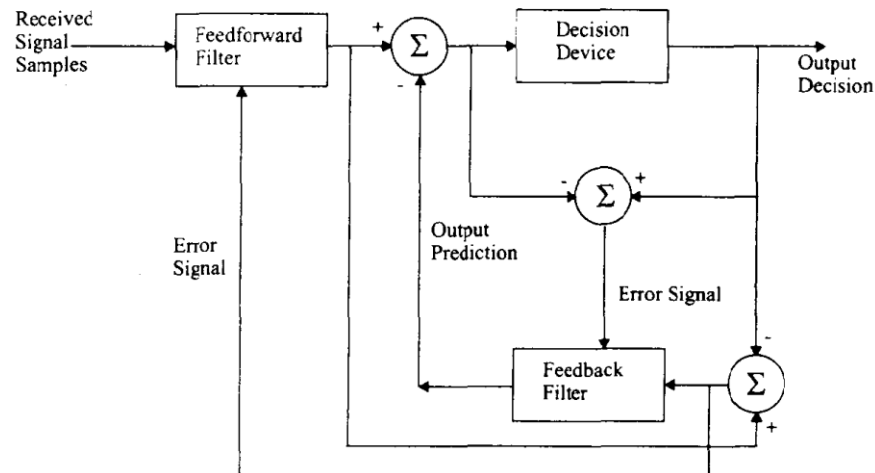 Received
Signal
Samples
Feedforward
Filter
+
Σ
-
Decision
Device
Output
Decision
-
Σ
+
Output
Prediction
Error
Signal
Error Signal
-
Feedback
Filter
Σ
+